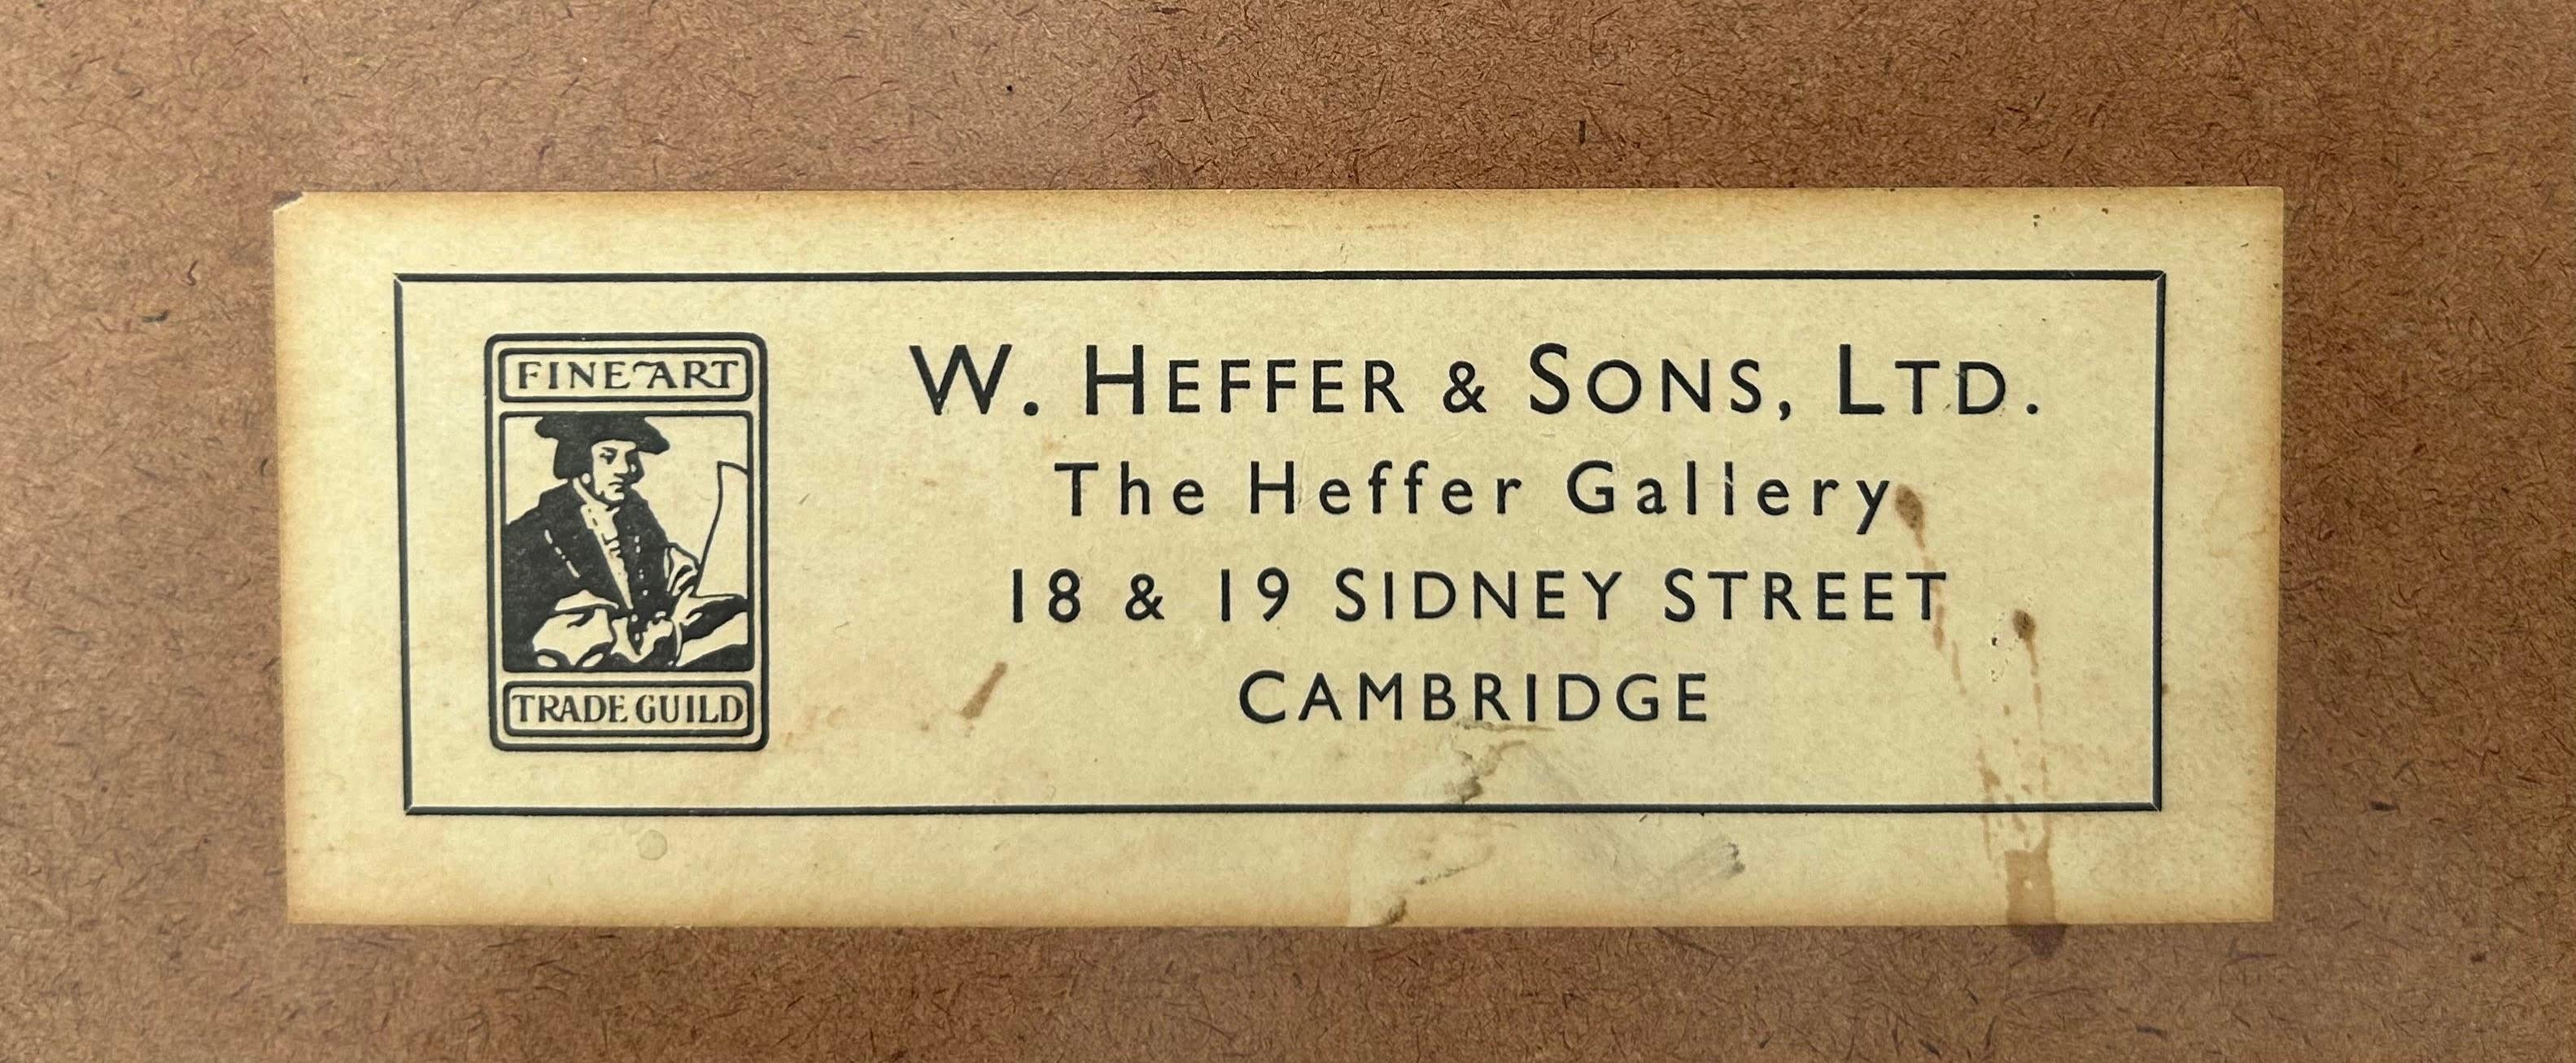 FINE ART
TRADE GUILD
W. HEFFER & SONS, LTD.
The Heffer Gallery
18 & 19 SIDNEY STREET
CAMBRIDGE